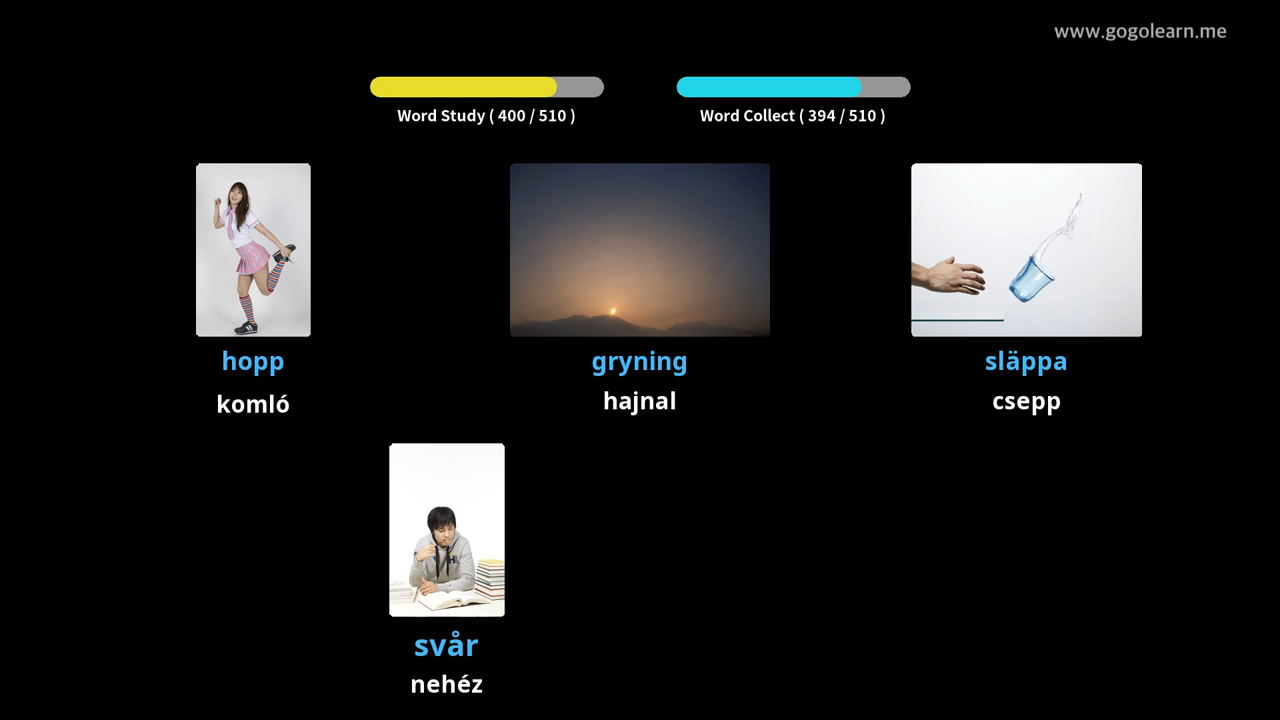 www.gogolearn.me
Word Study ( 400 / 510 )
Word Collect ( 394 / 510 )
hopp
komló
gryning
hajnal
släppa
csepp
svår
nehéz